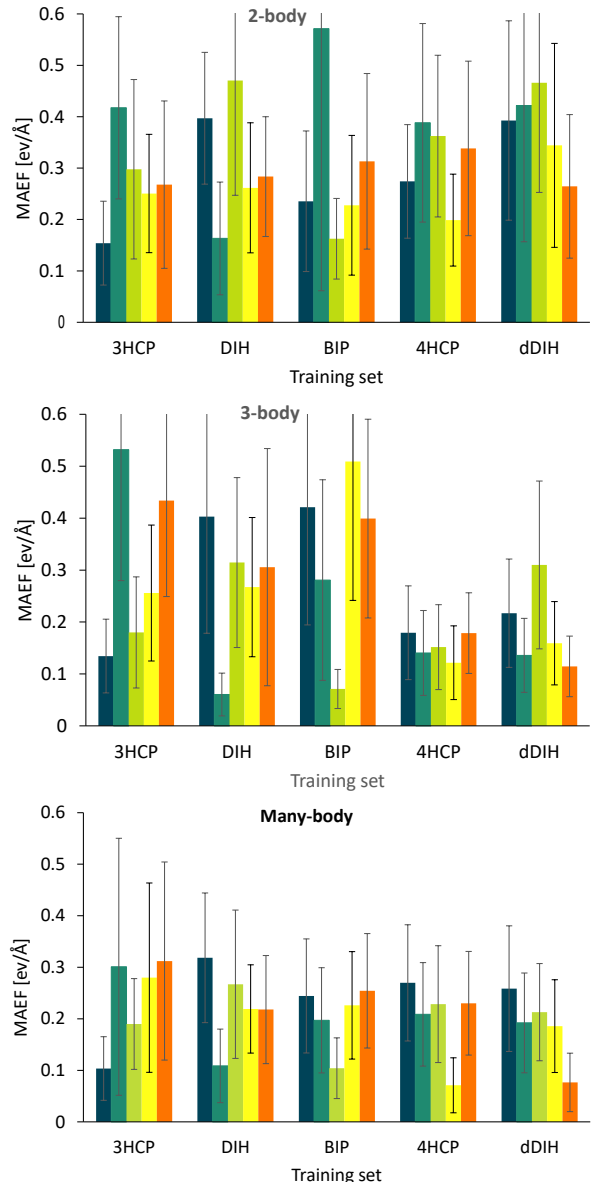 2-body
MAEF [ev/Å]
0.6
0.5
0.4
0.3
0.2
0.1
0
3HCP DIH BIP 4HCP dDIH
Training set
3-body
MAEF [ev/Å]
0.6
0.5
0.4
0.3
0.2
0.1
0
3HCP DIH BIP 4HCP dDIH
Training set
Many-body
MAEF [ev/Å]
0.6
0.5
0.4
0.3
0.2
0.1
0
3HCP DIH BIP 4HCP dDIH
Training set